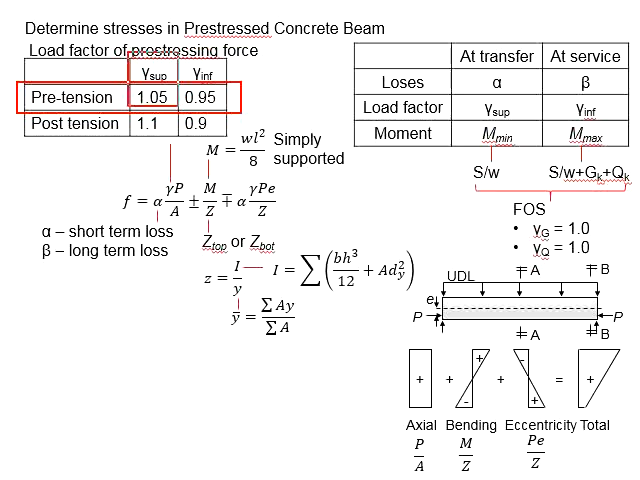 Determine stresses in Prestressed Concrete Beam
Load factor of prestressing force
γsup γinf
Pre-tension 1.05 0.95
Post tension 1.1 0.9
At transfer At service
Loses α β
Load factor γsup γinf
Moment Mmin Mmax
S/w S/w+Gk+Qk
FOS
• γG = 1.0
• γQ = 1.0
M = wl²/8 Simply supported
f = α γP/A ± M/Z ∓ α γPe/Z
α – short term loss
β – long term loss
Ztop or Zbot
z = I/y I = ∑(bh³/12 + Ad²y)
ȳ = ∑Ay/∑A
UDL A B
e
P P
A B
+ + + - + - + = +
Axial Bending Eccentricity Total
P/A M/Z Pe/Z